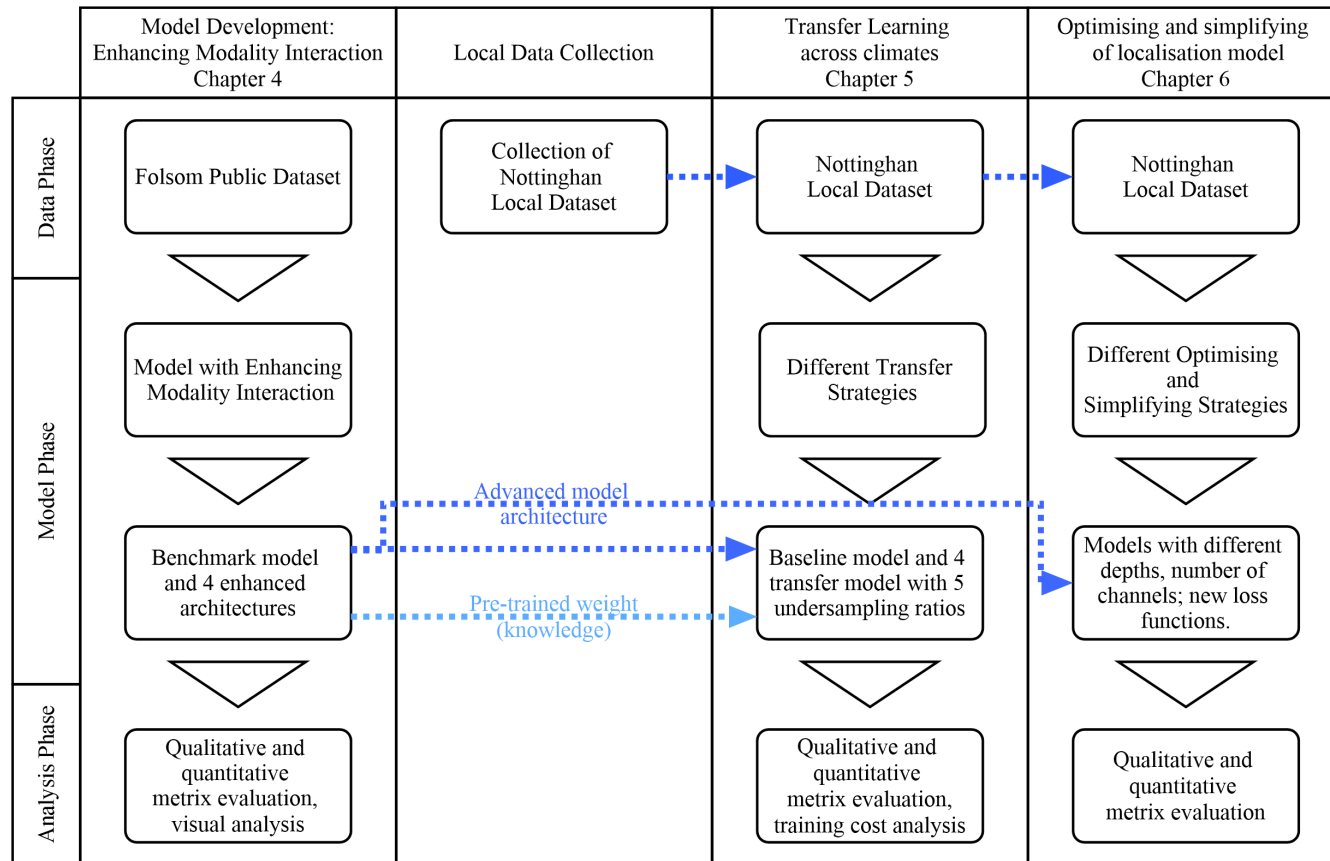 Model Development:
Enhancing Modality Interaction
Chapter 4
Local Data Collection
Transfer Learning
across climates
Chapter 5
Optimising and simplifying
of localisation model
Chapter 6
Data Phase
Folsom Public Dataset
Collection of
Nottinghan
Local Dataset
Nottinghan
Local Dataset
Nottinghan
Local Dataset
Model Phase
Model with Enhancing
Modality Interaction
Different Transfer
Strategies
Different Optimising
and
Simplifying Strategies
Advanced model
architecture
Benchmark model
and 4 enhanced
architectures
Pre-trained weight
(knowledge)
Baseline model and 4
transfer model with 5
undersampling ratios
Models with different
depths, number of
channels; new loss
functions.
Analysis Phase
Qualitative and
quantitative
metrix evaluation,
visual analysis
Qualitative and
quantitative
metrix evaluation,
training cost analysis
Qualitative and
quantitative
metrix evaluation